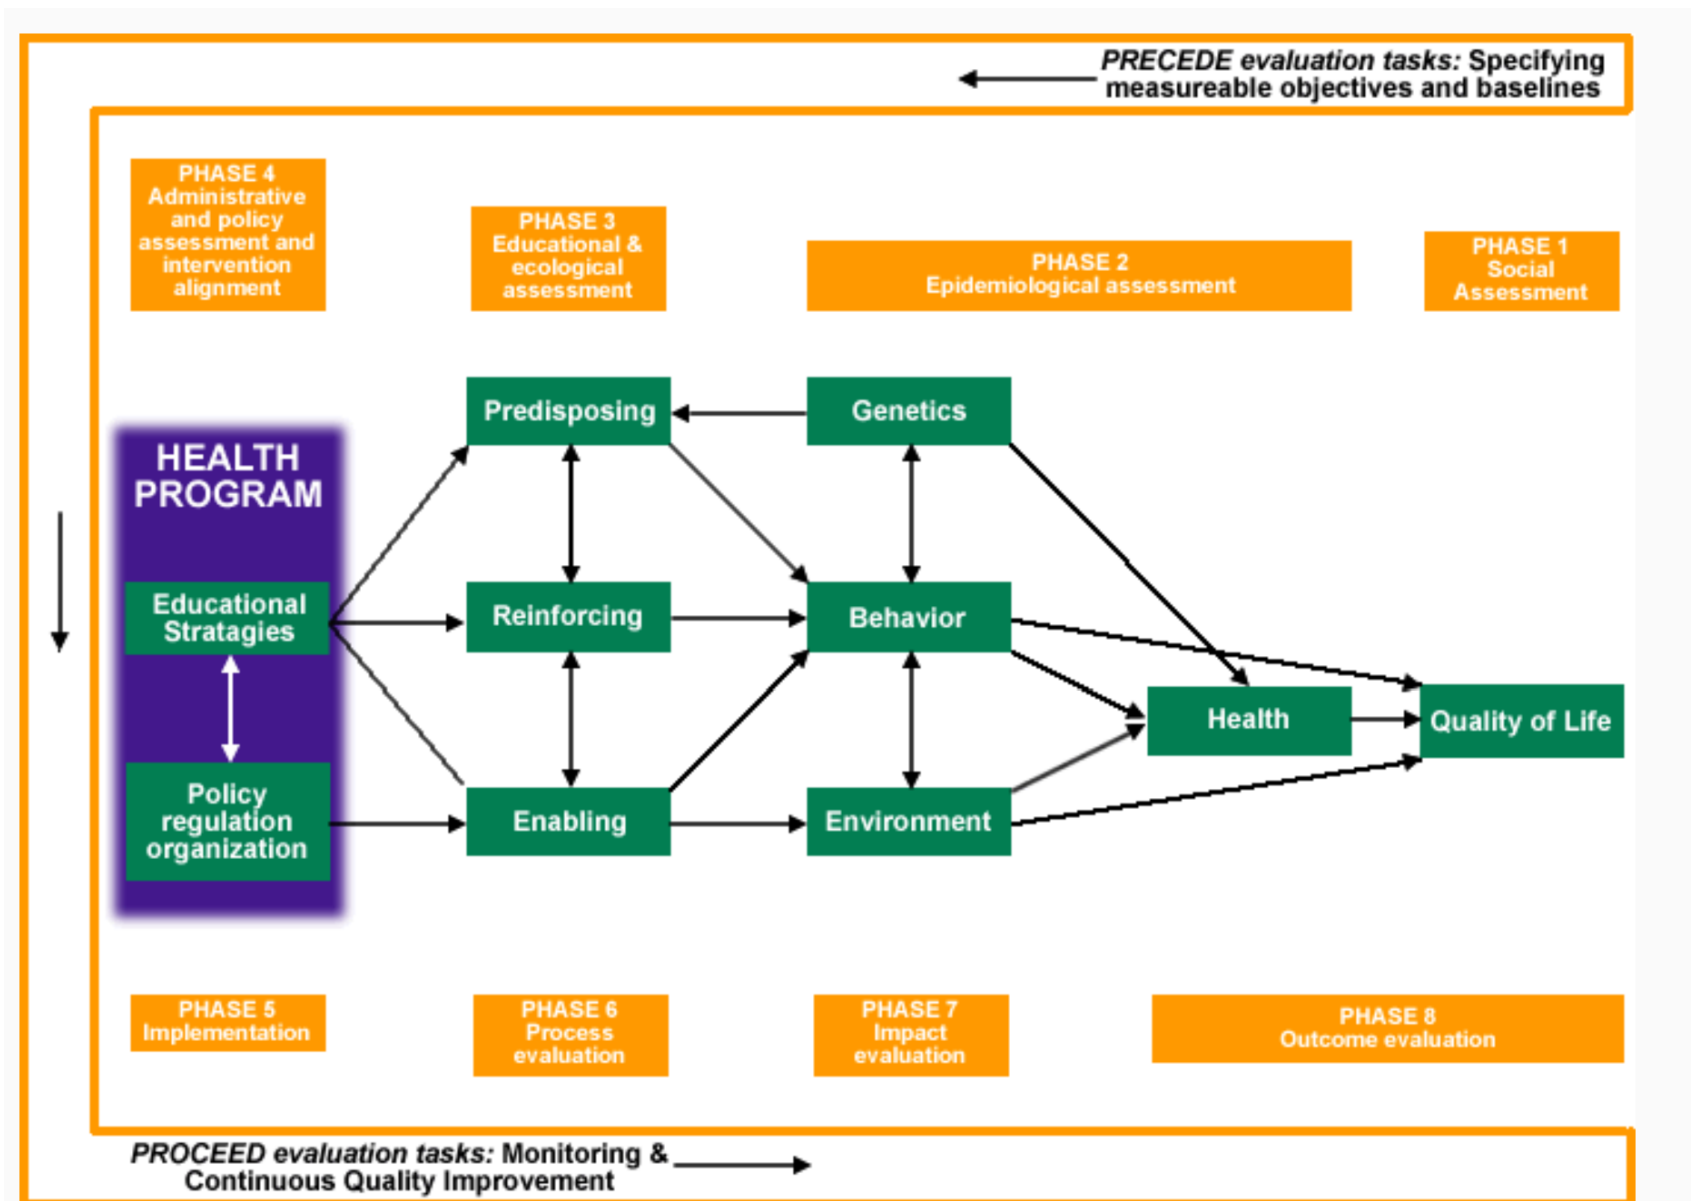 PRECEDE evaluation tasks: Specifying
measureable objectives and baselines
PHASE 4
Administrative
and policy
assessment and
intervention
alignment
PHASE 3
Educational &
ecological
assessment
PHASE 2
Epidemiological assessment
PHASE 1
Social
Assessment
HEALTH
PROGRAM
Educational
Stratagies
Policy
regulation
organization
Predisposing
Reinforcing
Enabling
Genetics
Behavior
Environment
Health
Quality of Life
PHASE 5
Implementation
PHASE 6
Process
evaluation
PHASE 7
Impact
evaluation
PHASE 8
Outcome evaluation
PROCEED evaluation tasks: Monitoring &
Continuous Quality Improvement